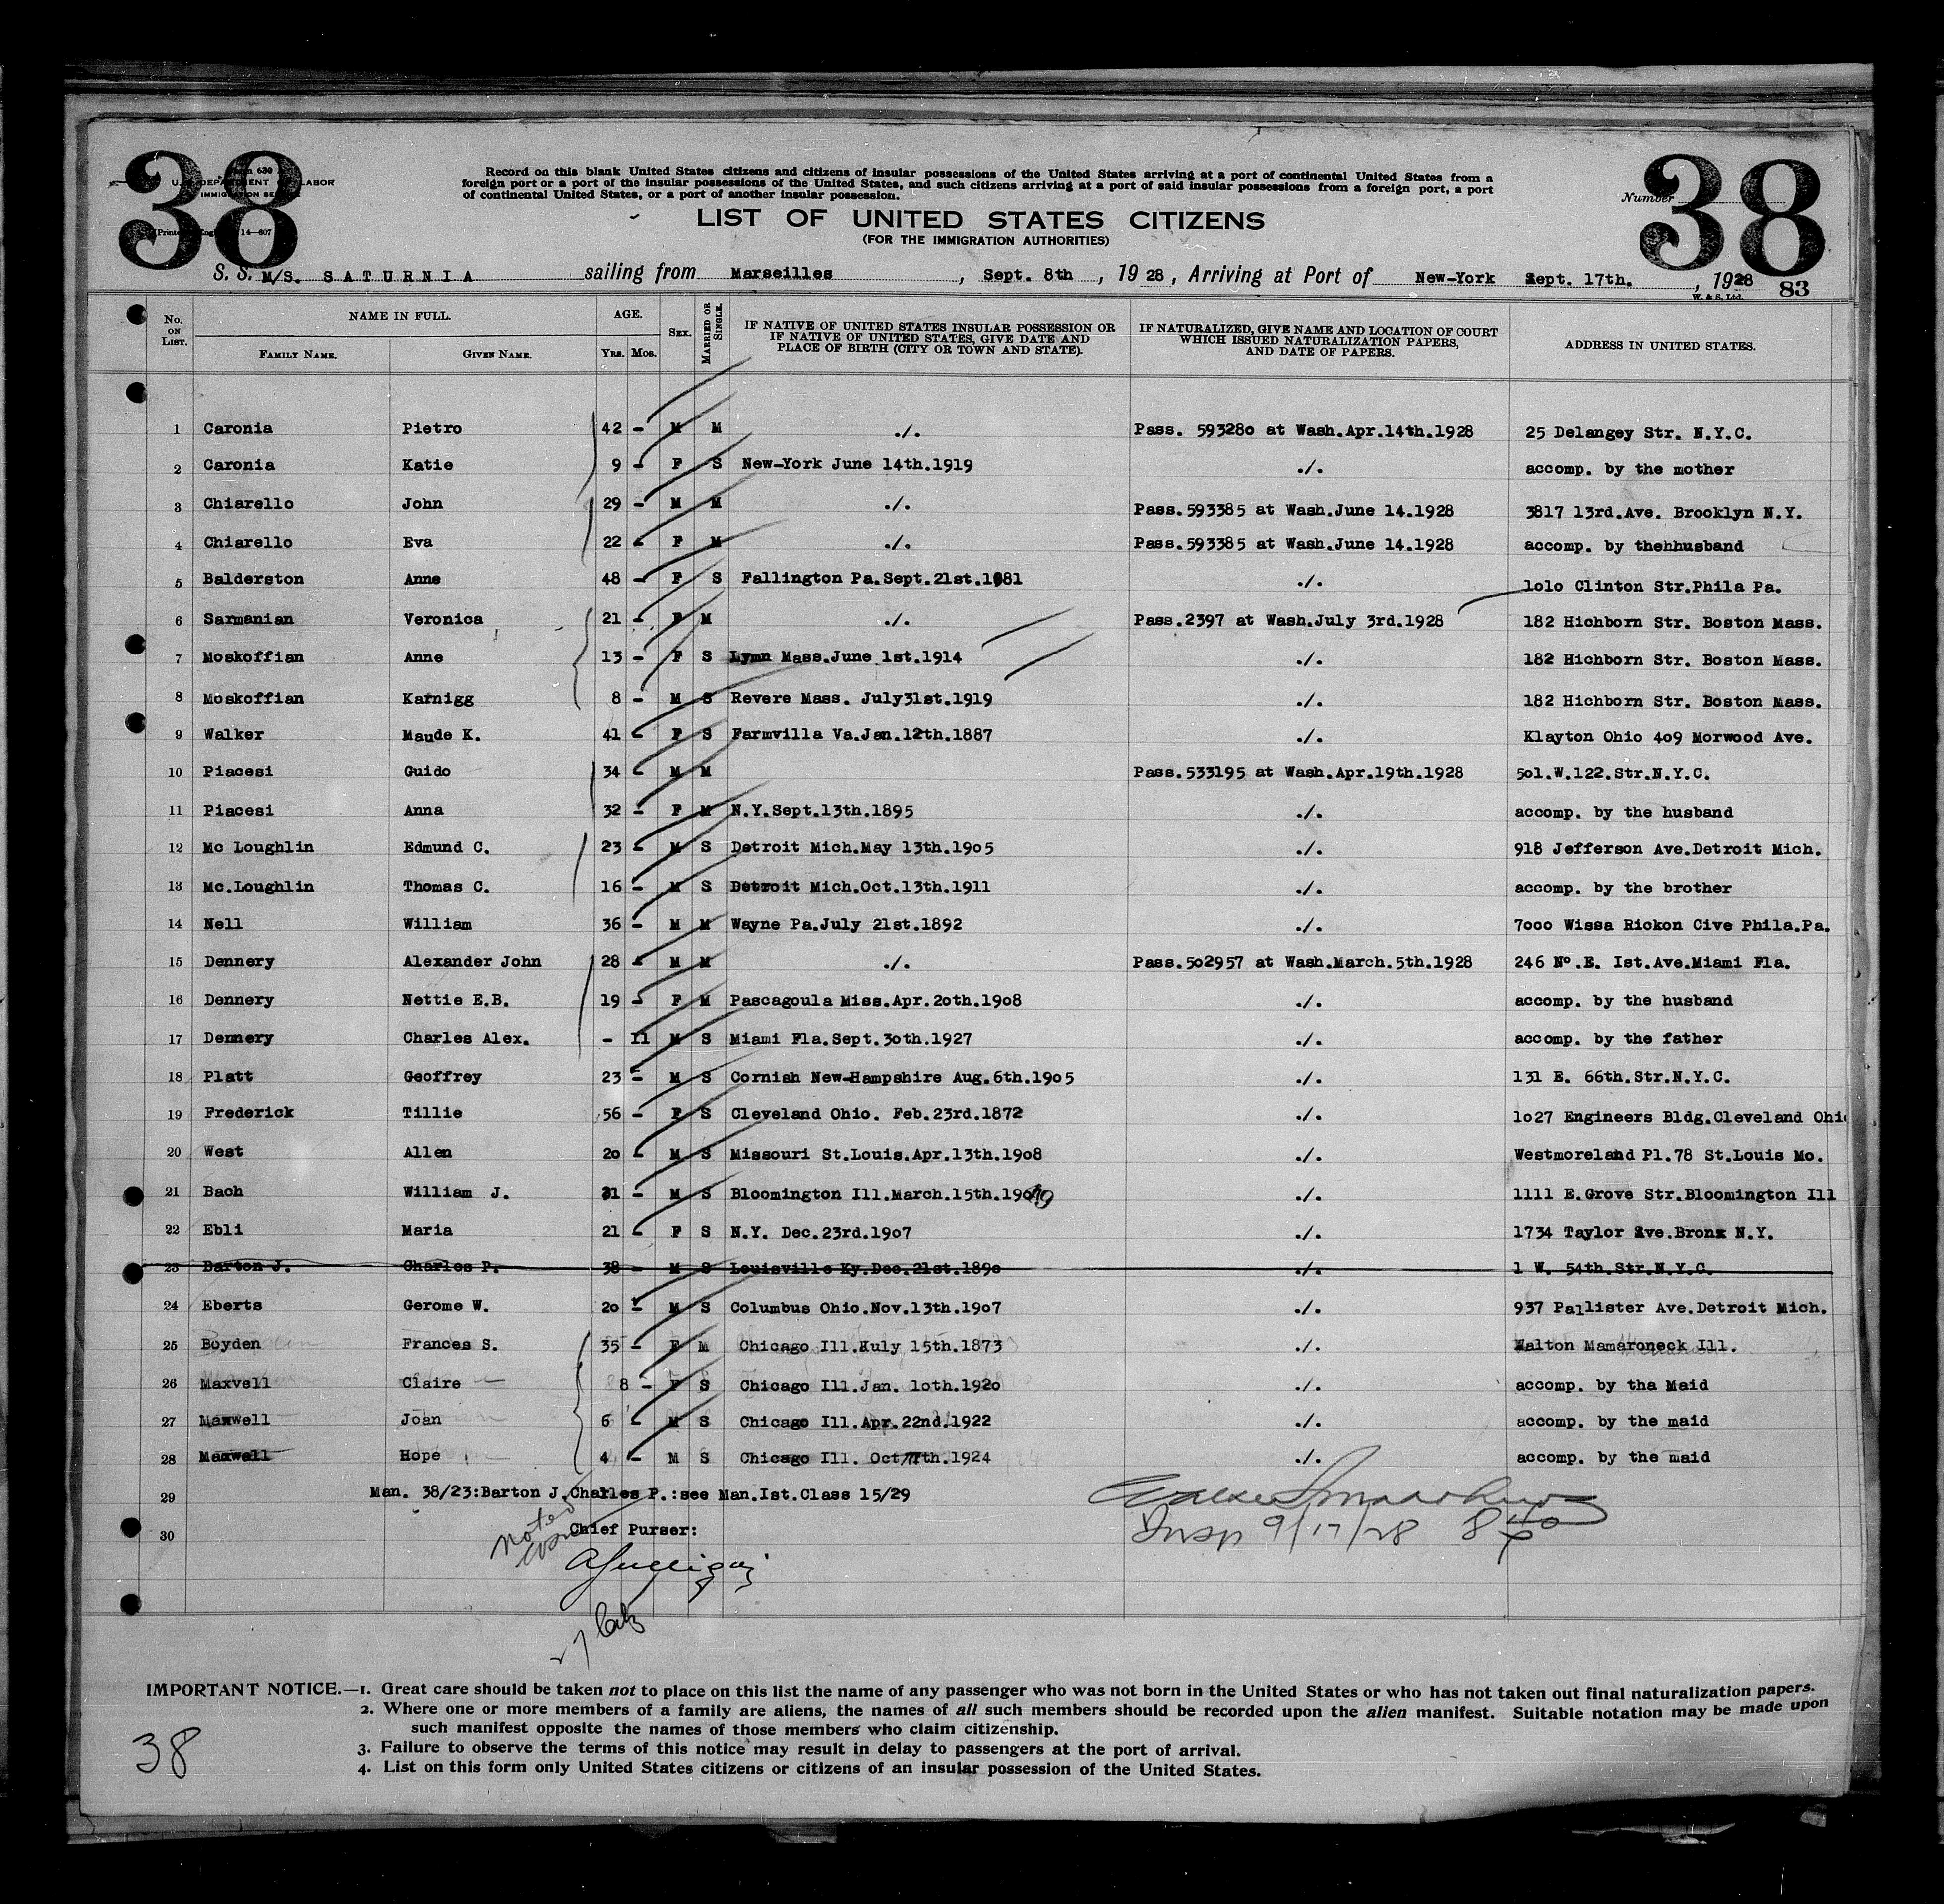 38
38
Form 630
U. S. DEPARTMENT OF LABOR
IMMIGRATION SERVICE
14—607
Record on this blank United States citizens and citizens of insular possessions of the United States arriving at a port of continental United States from a
foreign port or a port of the insular possessions of the United States, and such citizens arriving at a port of said insular possessions from a foreign port, a port
of continental United States, or a port of another insular possession.
Number
LIST OF UNITED STATES CITIZENS
(FOR THE IMMIGRATION AUTHORITIES)
S. S. M/S. SATURNIA sailing from Marseilles, Sept. 8th, 1928, Arriving at Port of New-York Sept. 17th., 1928
W. & S, Ltd. 83
No. ON LIST. NAME IN FULL. AGE. SEX. MARRIED OR SINGLE. IF NATIVE OF UNITED STATES INSULAR POSSESSION OR IF NATIVE OF UNITED STATES, GIVE DATE AND PLACE OF BIRTH (CITY OR TOWN AND STATE). IF NATURALIZED, GIVE NAME AND LOCATION OF COURT WHICH ISSUED NATURALIZATION PAPERS, AND DATE OF PAPERS. ADDRESS IN UNITED STATES.
FAMILY NAME. GIVEN NAME. YRS. MOS.
1 Caronia Pietro 42 - M M ./. Pass. 593280 at Wash.Apr.14th.1928 25 Delangey Str. N.Y.C.
2 Caronia Katie 9 - F S New-York June 14th.1919 ./. accomp. by the mother
3 Chiarello John 29 - M M ./. Pass.593385 at Wash.June 14.1928 3817 13rd.Ave. Brooklyn N.Y.
4 Chiarello Eva 22 - F M ./. Pass.593385 at Wash.June 14.1928 accomp. by thehhusband
5 Balderston Anne 48 - F S Fallington Pa.Sept.21st.1881 ./. 1o1o Clinton Str.Phila Pa.
6 Sarmanian Veronica 21 - F M ./. Pass.2397 at Wash.July 3rd.1928 182 Hichborn Str. Boston Mass.
7 Moskoffian Anne 13 - F S Lymn Mass.June 1st.1914 ./. 182 Hichborn Str. Boston Mass.
8 Moskoffian Karnigg 8 - M S Revere Mass. July31st.1919 ./. 182 Hichborn Str. Boston Mass.
9 Walker Maude K. 41 - F S Farmvilla Va.Jan.12th.1887 ./. Klayton Ohio 4o9 Morwood Ave.
10 Piacesi Guido 34 - M M Pass.533195 at Wash.Apr.19th.1928 5o1.W.122.Str.N.Y.C.
11 Piacesi Anna 32 - F M N.Y.Sept.13th.1895 ./. accomp. by the husband
12 Mc Loughlin Edmund C. 23 - M S Detroit Mich.May 13th.19o5 ./. 918 Jefferson Ave.Detroit Mich.
13 Mc.Loughlin Thomas C. 16 - M S Detroit Mich.Oct.13th.1911 ./. accomp. by the brother
14 Nell William 36 - M M Wayne Pa.July 21st.1892 ./. 7ooo Wissa Rickon Cive Phila.Pa.
15 Dennery Alexander John 28 - M M ./. Pass.5o2957 at Wash.March.5th.1928 246 Nº.E. Ist.Ave.Miami Fla.
16 Dennery Nettie E.B. 19 - F M Pascagoula Miss.Apr.2oth.19o8 ./. accomp. by the husband
17 Dennery Charles Alex. - II M S Miami Fla.Sept.3oth.1927 ./. accomp. by the father
18 Platt Geoffrey 23 - M S Cornish New-Hampshire Aug.6th.19o5 ./. 131 E. 66th.Str.N.Y.C.
19 Frederick Tillie 56 - F S Cleveland Ohio. Feb.23rd.1872 ./. 1o27 Engineers Bldg.Cleveland Ohio
20 West Allen 2o - M S Missouri St.Louis.Apr.13th.19o8 ./. Westmoreland Pl.78 St.Louis Mo.
21 Bach William J. 21 - M S Bloomington Ill.March.15th. ./. 1111 E.Grove Str.Bloomington Ill
22 Ebli Maria 21 - F S N.Y. Dec.23rd.19o7 ./. 1734 Taylor Ave.Bronx N.Y.
23 Barton J. Charles P. 38 - M S Louisville Ky.Dec.21st.189o ./. 1 W. 54th.Str.N.Y.C.
24 Eberts Gerome W. 2o - M S Columbus Ohio.Nov.13th.19o7 ./. 937 Pallister Ave.Detroit Mich.
25 Boyden Frances S. 35 - F M Chicago Ill.Kuly 15th.1873 ./. Walton Mamaroneck Ill.
26 Maxvell Claire 8 - F S Chicago Ill.Jan. 1oth.192o ./. accomp. by tha Maid
27 Maxwell Joan 6 - M S Chicago Ill.Apr.22nd.1922 ./. accomp. by the maid
28 Maxwell Hope 4 - M S Chicago Ill. Oct 17th.1924 ./. accomp. by the maid
29 Man. 38/23:Barton J.Charles P.:see Man.Ist.Class 15/29
30 Noted Chief Purser:
Insp 9/17/28
IMPORTANT NOTICE.—1. Great care should be taken not to place on this list the name of any passenger who was not born in the United States or who has not taken out final naturalization papers.
2. Where one or more members of a family are aliens, the names of all such members should be recorded upon the alien manifest. Suitable notation may be made upon
such manifest opposite the names of those members who claim citizenship.
3. Failure to observe the terms of this notice may result in delay to passengers at the port of arrival.
4. List on this form only United States citizens or citizens of an insular possession of the United States.
38